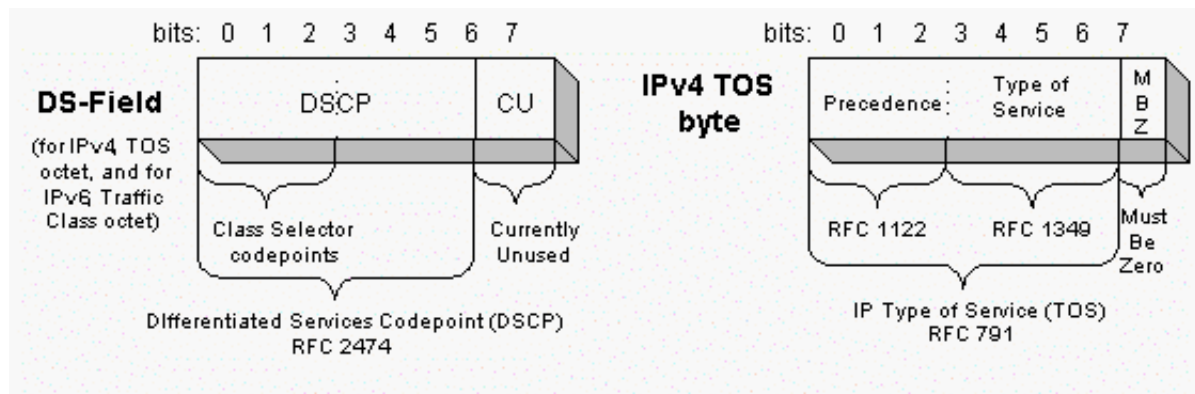 bits: 0 1 2 3 4 5 6 7
DS-Field
(for IPv4 TOS
octet, and for
IPv6 Traffic
Class octet)
DSCP
CU
Class Selector
codepoints
Currently
Unused
DIfferentiated Services Codepoint (DSCP)
RFC 2474
bits: 0 1 2 3 4 5 6 7
IPv4 TOS
byte
Precedence
Type of
Service
M
B
Z
RFC 1122
RFC 1349
Must
Be
Zero
IP Type of Service (TOS)
RFC 791